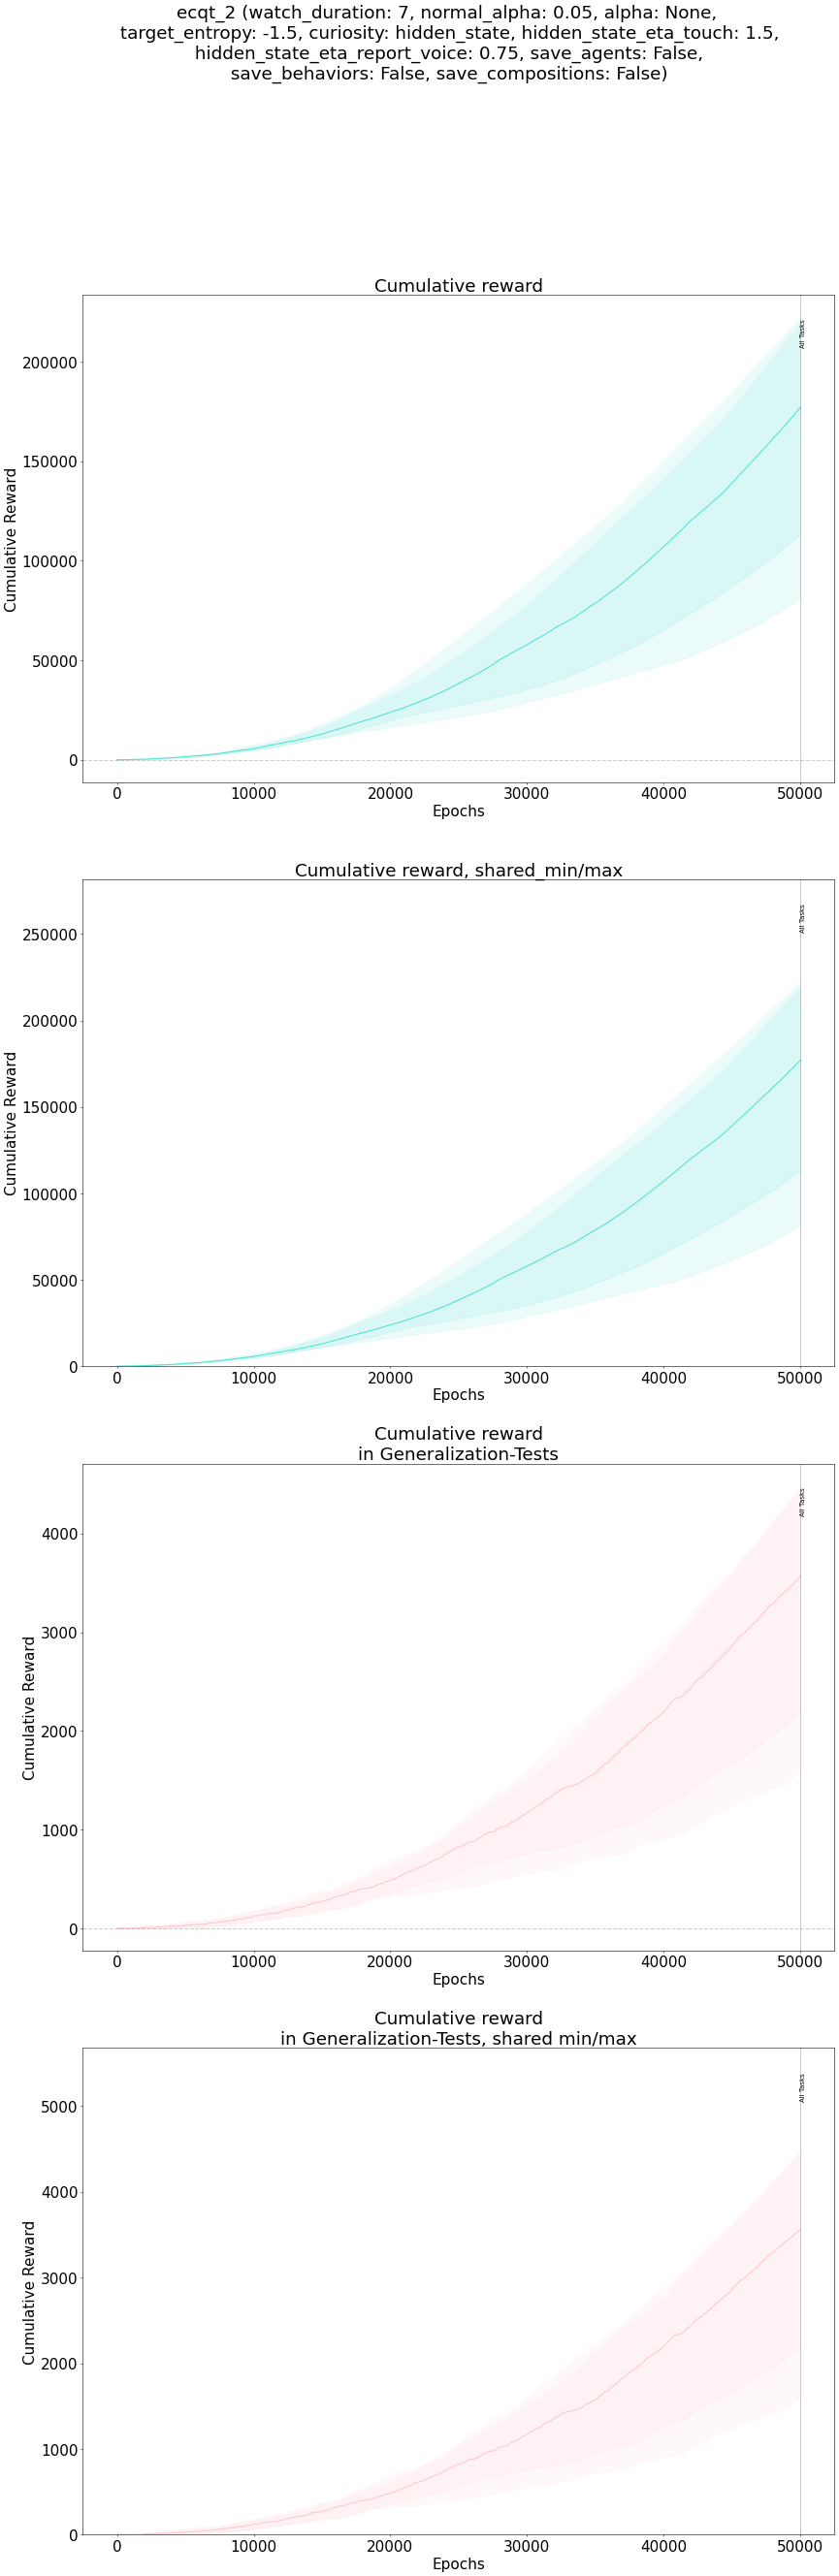 ecqt_2 (watch_duration: 7, normal_alpha: 0.05, alpha: None,
target_entropy: -1.5, curiosity: hidden_state, hidden_state_eta_touch: 1.5,
hidden_state_eta_report_voice: 0.75, save_agents: False,
save_behaviors: False, save_compositions: False)
Cumulative reward
All Tasks
200000
150000
100000
50000
0
Cumulative Reward
0 10000 20000 30000 40000 50000
Epochs
Cumulative reward, shared_min/max
All Tasks
250000
200000
150000
100000
50000
0
Cumulative Reward
0 10000 20000 30000 40000 50000
Epochs
Cumulative reward
in Generalization-Tests
All Tasks
4000
3000
2000
1000
0
Cumulative Reward
0 10000 20000 30000 40000 50000
Epochs
Cumulative reward
in Generalization-Tests, shared min/max
All Tasks
5000
4000
3000
2000
1000
0
Cumulative Reward
0 10000 20000 30000 40000 50000
Epochs